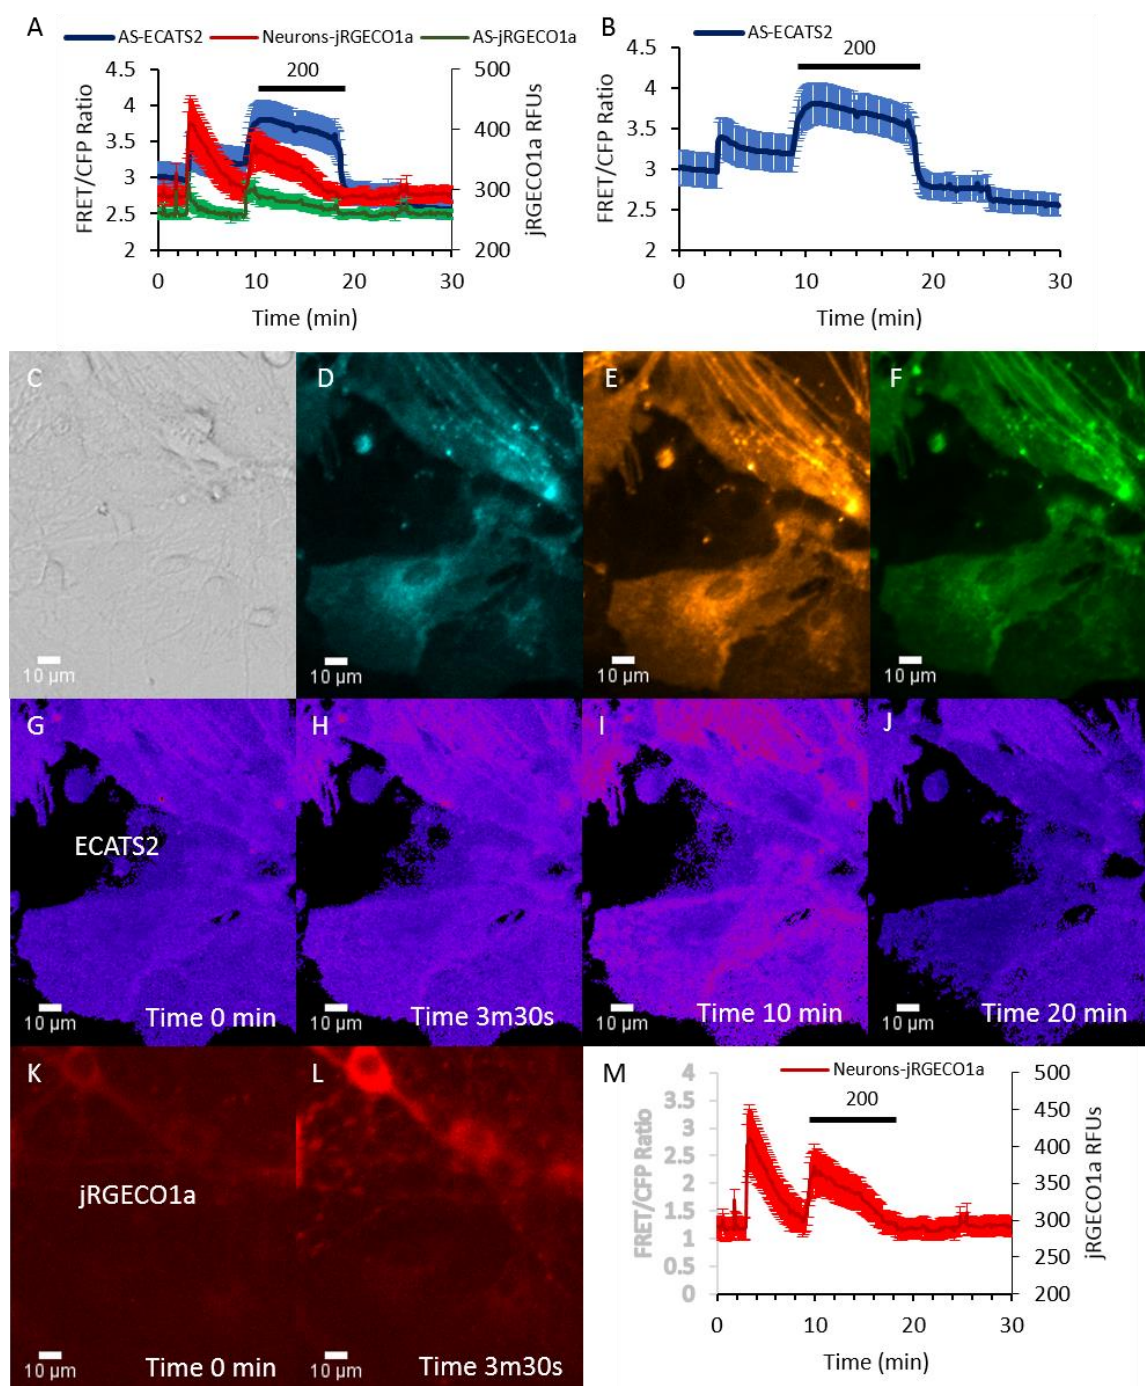 A
AS-ECATS2 Neurons-jRGECO1a AS-jRGECO1a
200
FRET/CFP Ratio
4.5
4
3.5
3
2.5
2
500
400
300
200
jRGECO1a RFUs
0 10 20 30
Time (min)
B
AS-ECATS2
200
FRET/CFP Ratio
4.5
4
3.5
3
2.5
2
0 10 20 30
Time (min)
C
10 µm
D
10 µm
E
10 µm
F
10 µm
G
ECATS2
10 µm
Time 0 min
H
10 µm
Time 3m30s
I
10 µm
Time 10 min
J
10 µm
Time 20 min
K
jRGECO1a
10 µm
Time 0 min
L
10 µm
Time 3m30s
M
Neurons-jRGECO1a
200
FRET/CFP Ratio
4
3.5
3
2.5
2
1.5
1
0.5
0
500
450
400
350
300
250
200
jRGECO1a RFUs
0 10 20 30
Time (min)